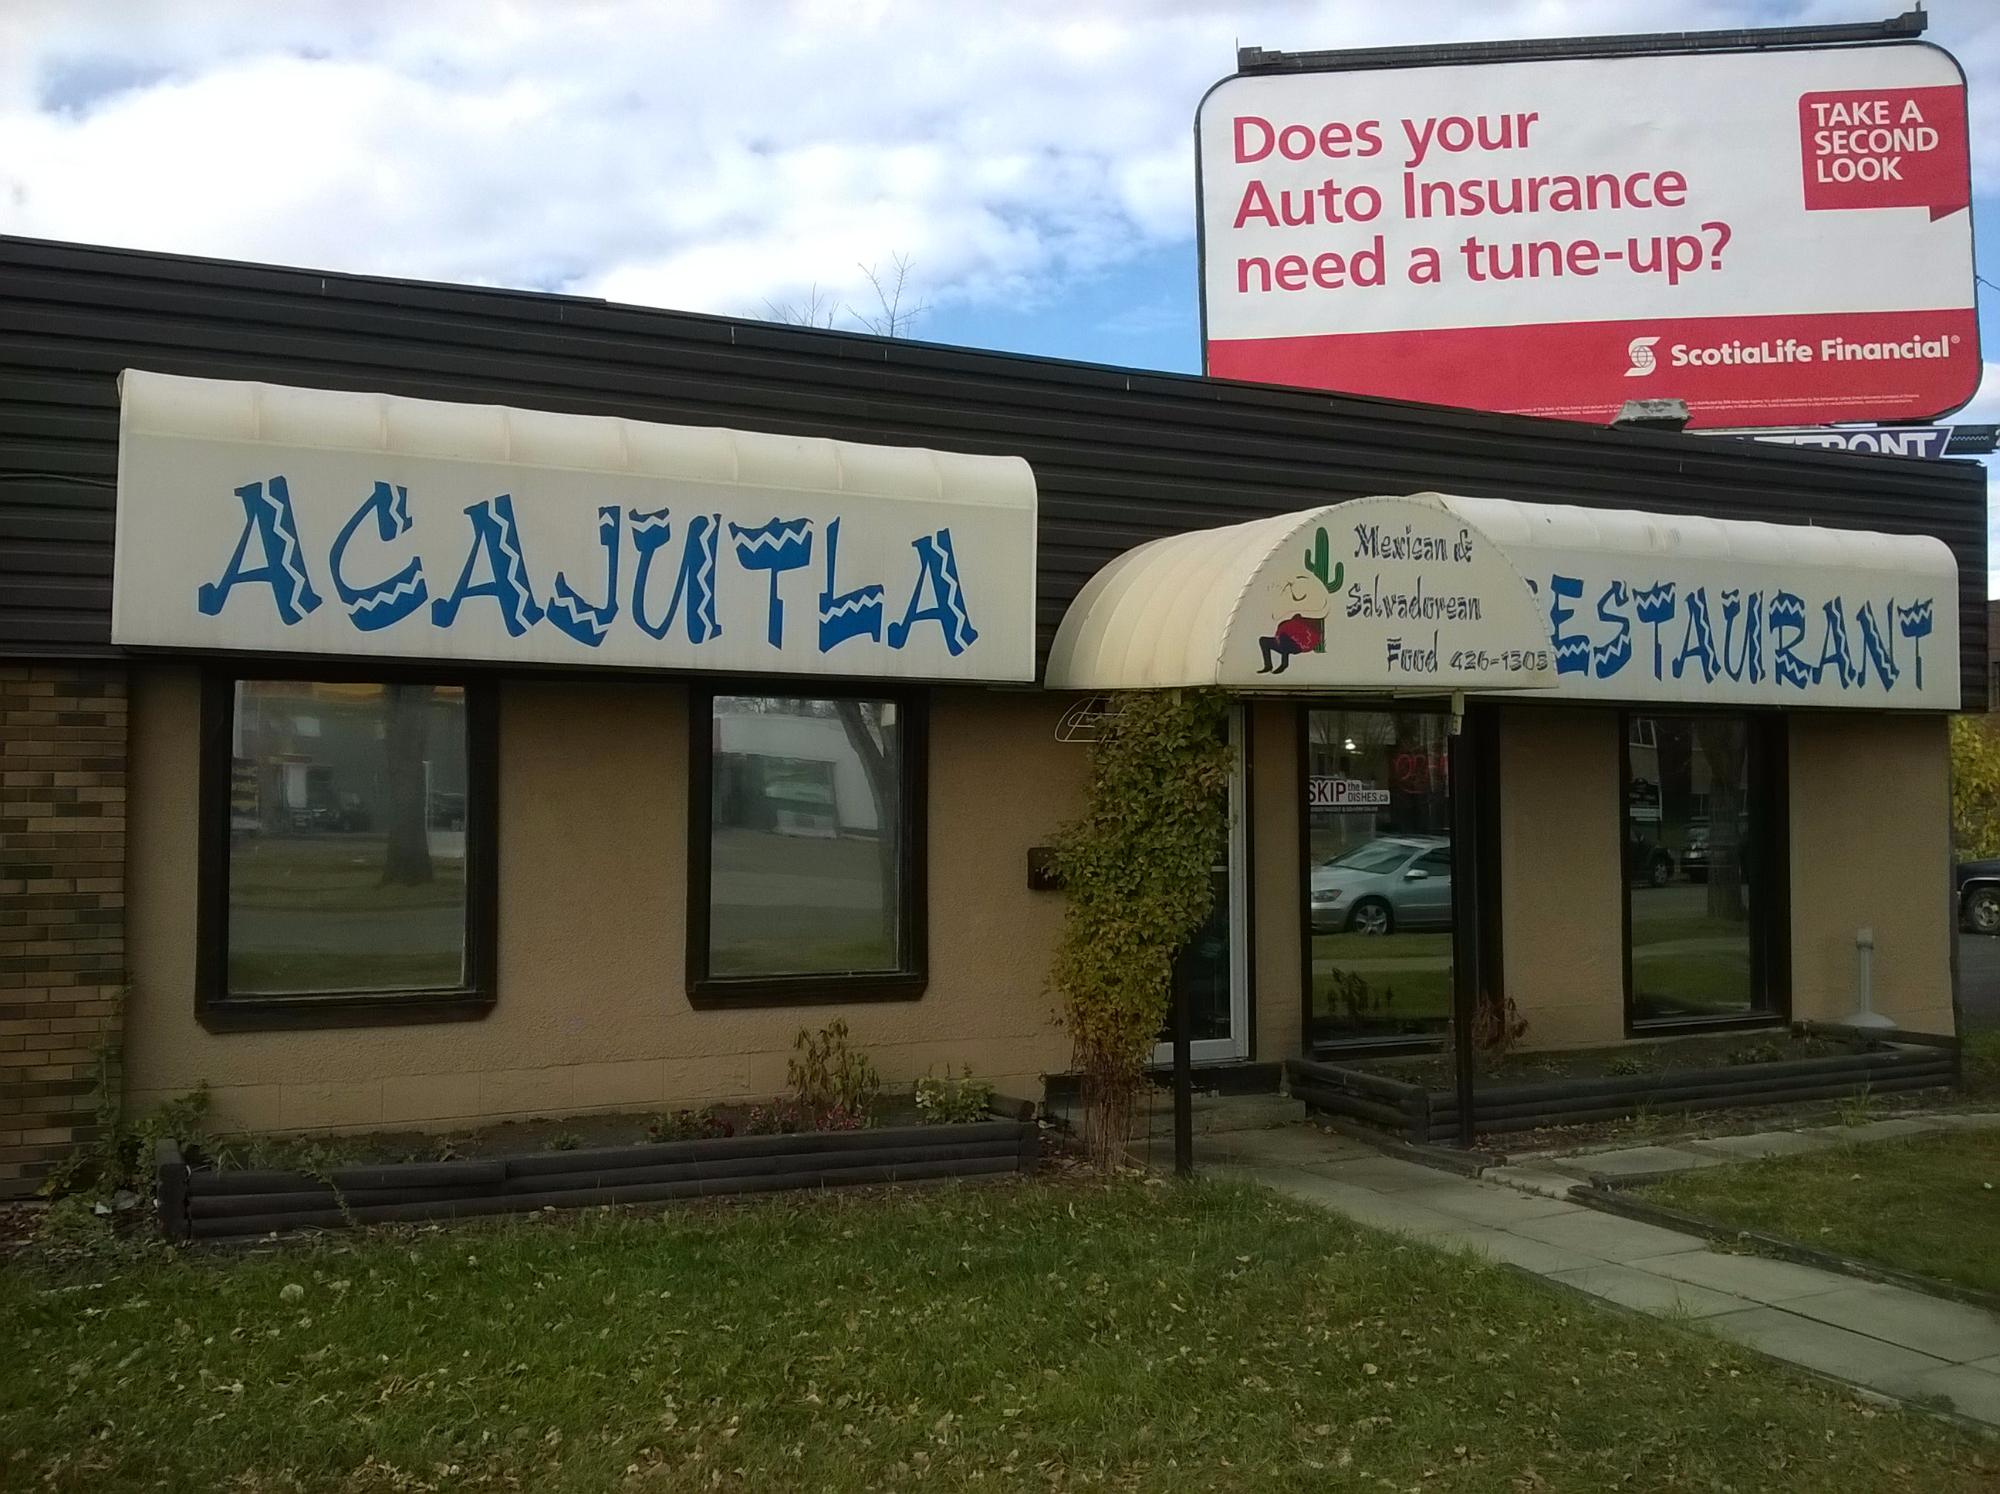 Does your
Auto Insurance
need a tune-up?
TAKE A
SECOND
LOOK
ScotiaLife Financial
ACAJUTLA
Mexican &
Salvadorean
Food 426-1303
ESTAURANT
SKIP the
DISHES.ca